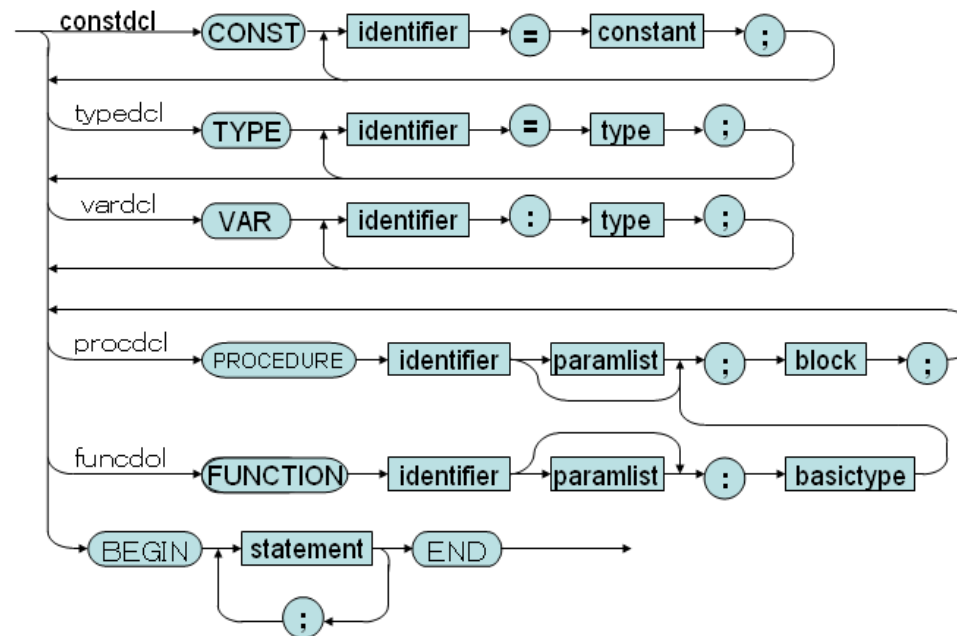 constdcl CONST identifier = constant ;
typedcl TYPE identifier = type ;
vardcl VAR identifier : type ;
procdcl PROCEDURE identifier paramlist ; block ;
funcdol FUNCTION identifier paramlist : basictype
BEGIN statement END
;